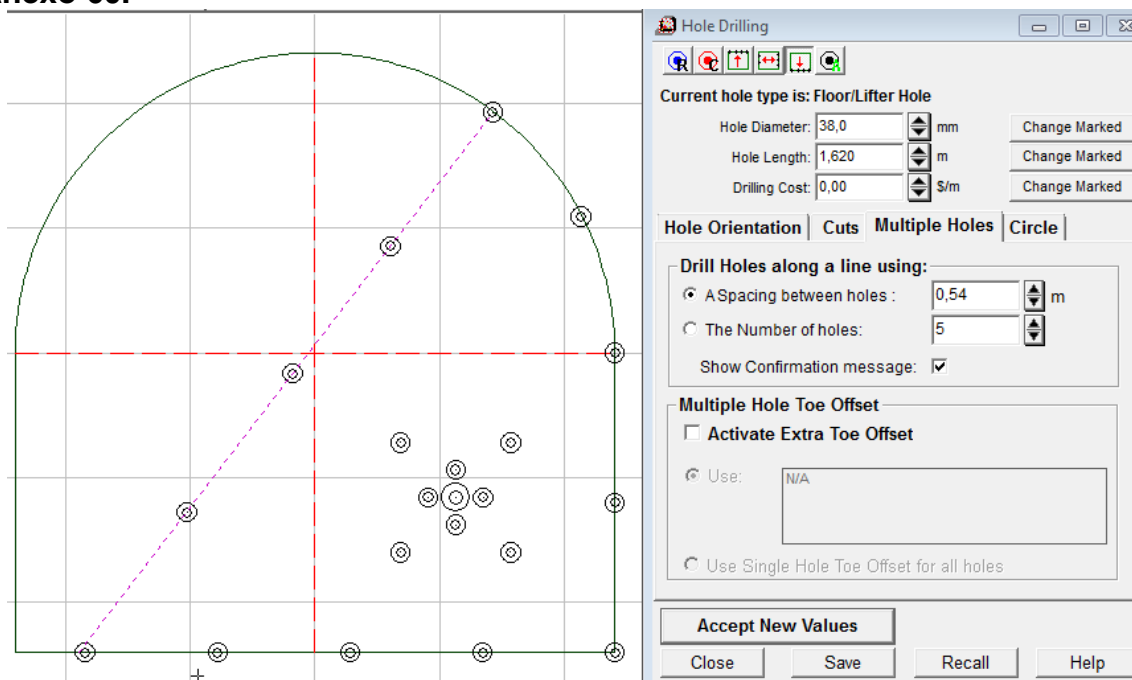 Hole Drilling
R C A
Current hole type is: Floor/Lifter Hole
Hole Diameter: 38,0 mm Change Marked
Hole Length: 1,620 m Change Marked
Drilling Cost: 0,00 $/m Change Marked
Hole Orientation Cuts Multiple Holes Circle
Drill Holes along a line using:
A Spacing between holes : 0,54 m
The Number of holes: 5
Show Confirmation message:
Multiple Hole Toe Offset
Activate Extra Toe Offset
Use: N/A
Use Single Hole Toe Offset for all holes
Accept New Values
Close Save Recall Help